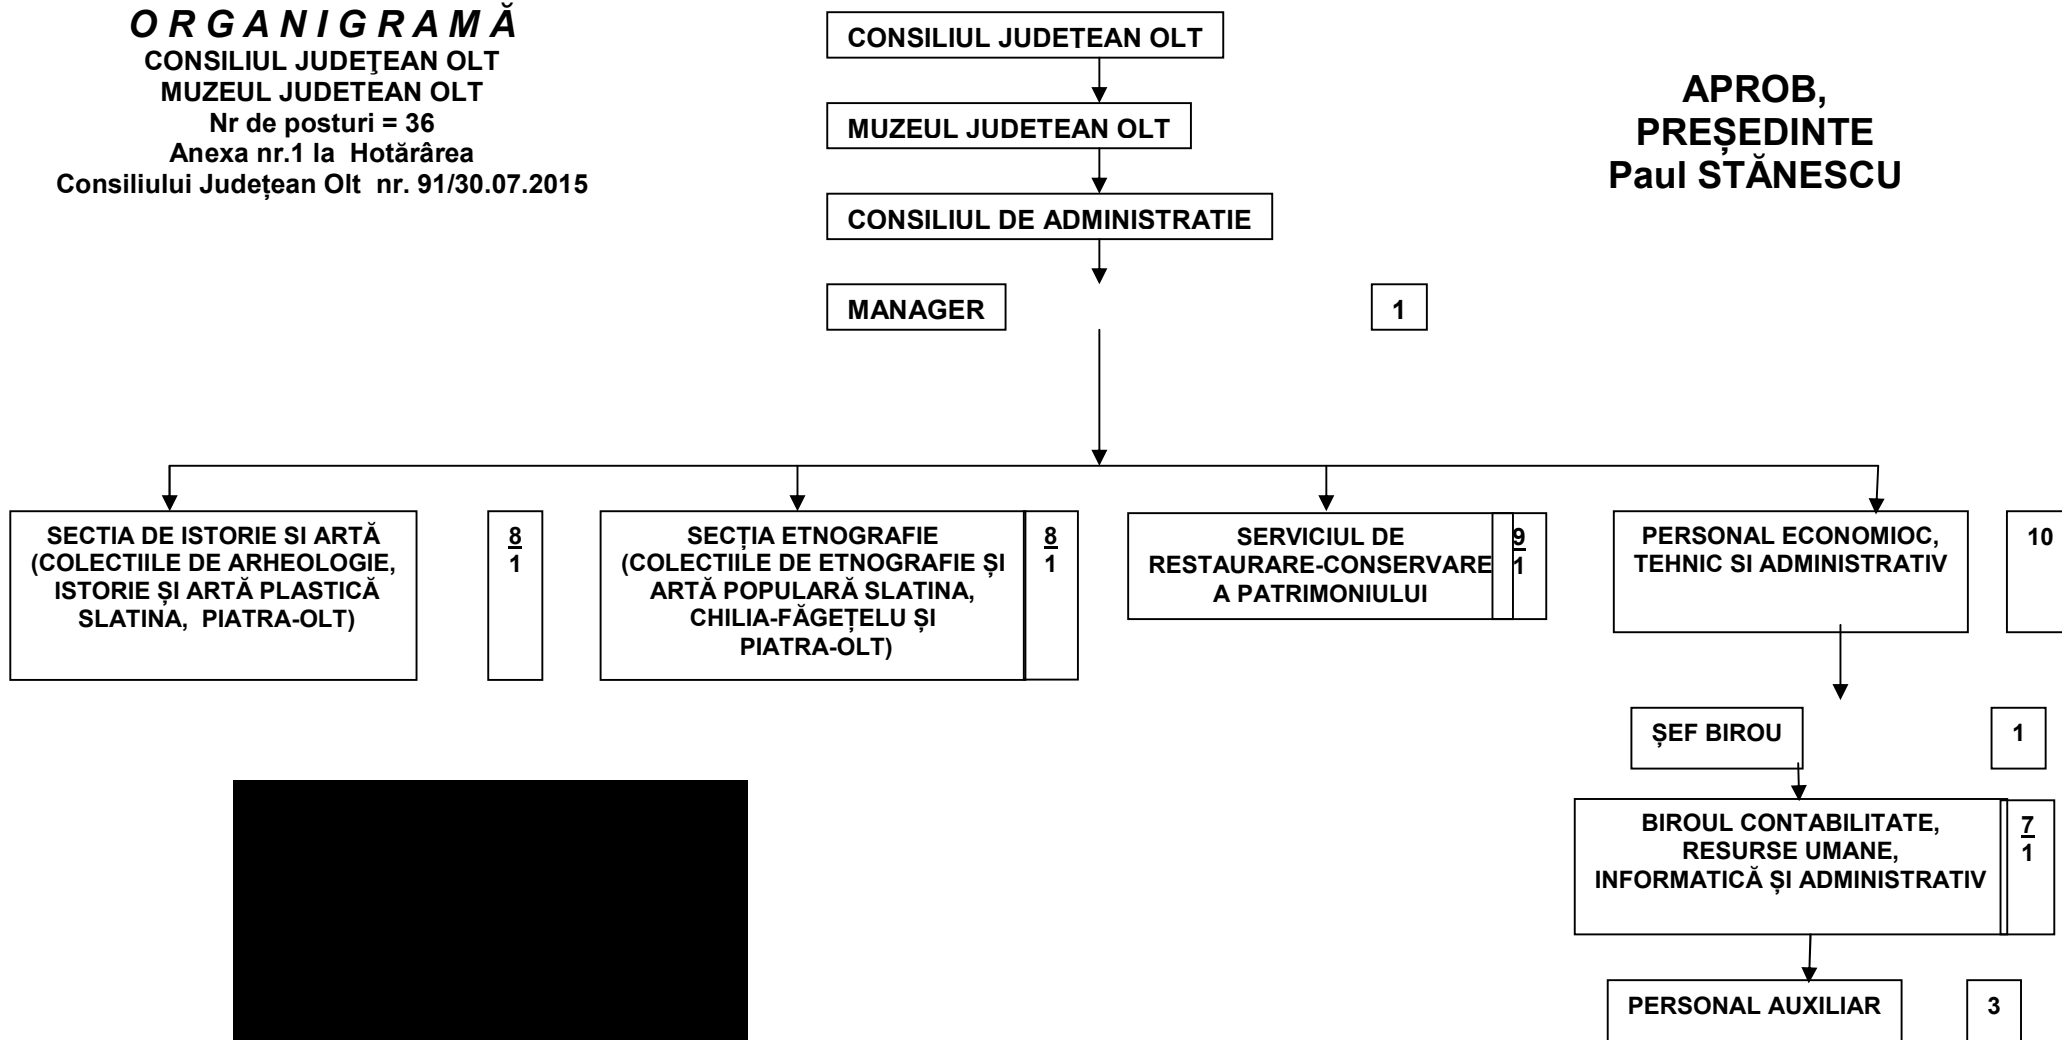 O R G A N I G R A M Ă
CONSILIUL JUDEŢEAN OLT
MUZEUL JUDETEAN OLT
Nr de posturi = 36
Anexa nr.1 la Hotărârea
Consiliului Județean Olt nr. 91/30.07.2015
CONSILIUL JUDEȚEAN OLT
MUZEUL JUDETEAN OLT
CONSILIUL DE ADMINISTRATIE
MANAGER
1
APROB,
PREȘEDINTE
Paul STĂNESCU
SECTIA DE ISTORIE SI ARTĂ
(COLECTIILE DE ARHEOLOGIE,
ISTORIE ȘI ARTĂ PLASTICĂ
SLATINA, PIATRA-OLT)
8
1
SECȚIA ETNOGRAFIE
(COLECTIILE DE ETNOGRAFIE ȘI
ARTĂ POPULARĂ SLATINA,
CHILIA-FĂGEȚELU ȘI
PIATRA-OLT)
8
1
SERVICIUL DE
RESTAURARE-CONSERVARE
A PATRIMONIULUI
9
1
PERSONAL ECONOMIOC,
TEHNIC SI ADMINISTRATIV
10
ȘEF BIROU
1
BIROUL CONTABILITATE,
RESURSE UMANE,
INFORMATICĂ ȘI ADMINISTRATIV
7
1
PERSONAL AUXILIAR
3